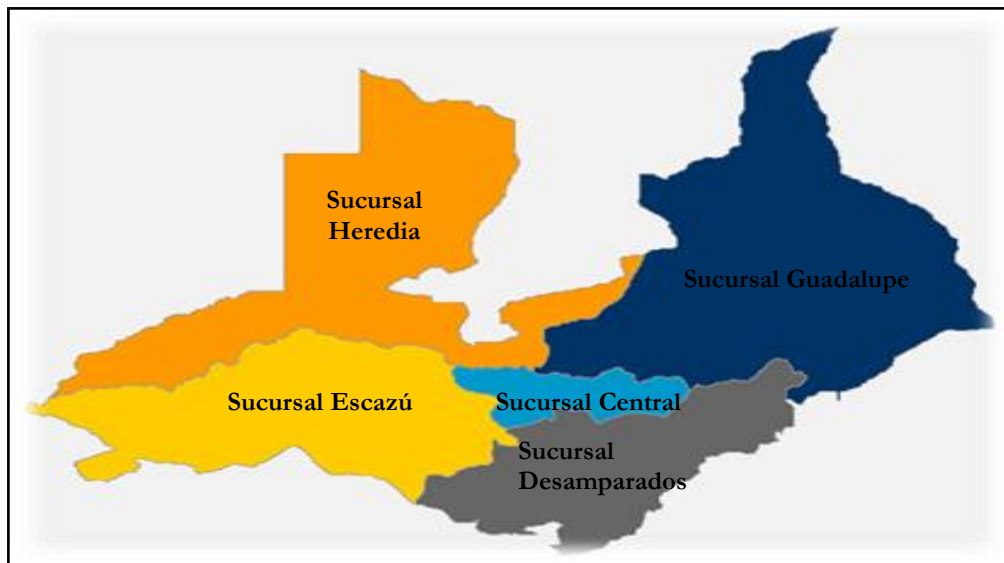 Sucursal
Heredia
Sucursal Guadalupe
Sucursal Escazú
Sucursal Central
Sucursal
Desamparados